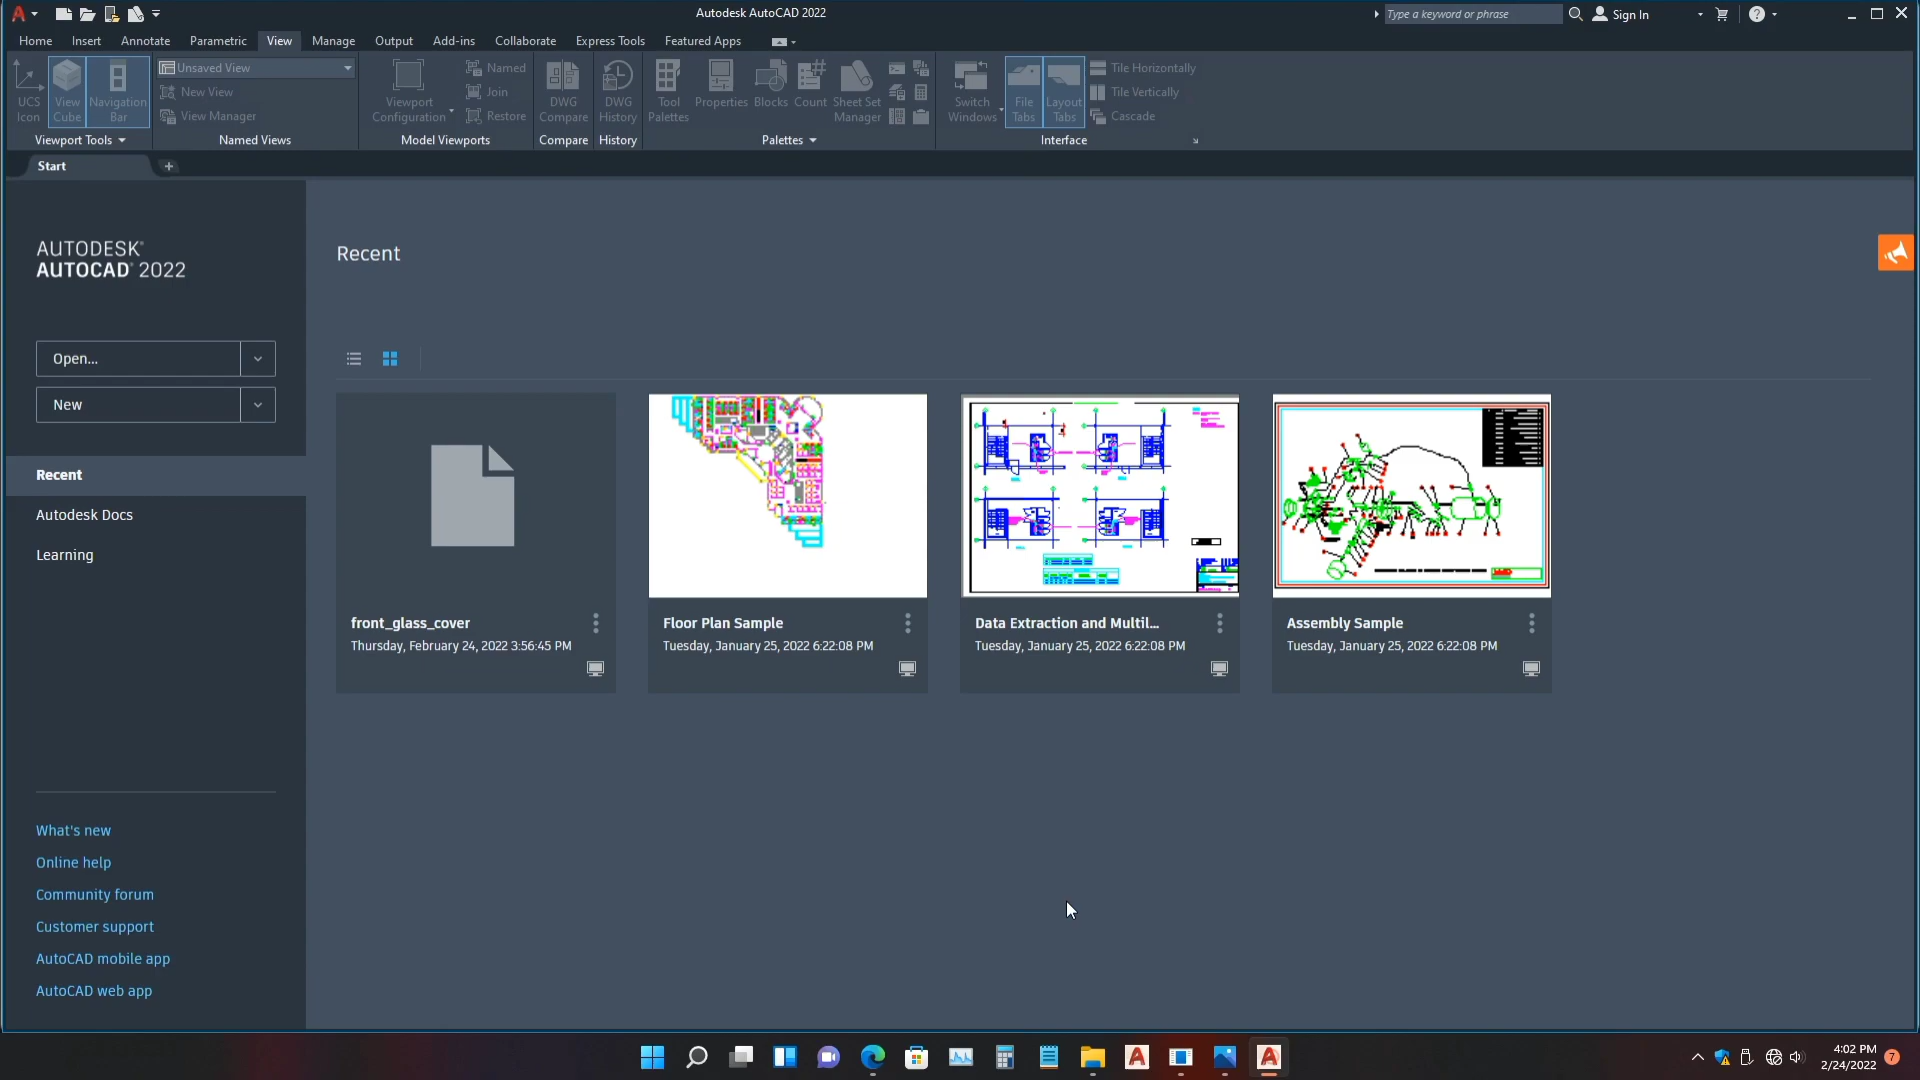 Autodesk AutoCAD 2022
Type a keyword or phrase
Sign In
Home Insert Annotate Parametric View Manage Output Add-ins Collaborate Express Tools Featured Apps
UCS Icon
View Cube
Navigation Bar
Viewport Tools
Unsaved View
New View
View Manager
Named Views
Viewport Configuration
Named
Join
Restore
Model Viewports
DWG Compare
Compare
DWG History
History
Tool Palettes
Properties
Blocks
Count
Sheet Set Manager
Palettes
Switch Windows
File Tabs
Layout Tabs
Tile Horizontally
Tile Vertically
Cascade
Interface
Start
AUTODESK®
AUTOCAD® 2022
Open...
New
Recent
Autodesk Docs
Learning
What's new
Online help
Community forum
Customer support
AutoCAD mobile app
AutoCAD web app
Recent
front_glass_cover
Thursday, February 24, 2022 3:56:45 PM
Floor Plan Sample
Tuesday, January 25, 2022 6:22:08 PM
Data Extraction and Multil...
Tuesday, January 25, 2022 6:22:08 PM
Assembly Sample
Tuesday, January 25, 2022 6:22:08 PM
4:02 PM
2/24/2022
7